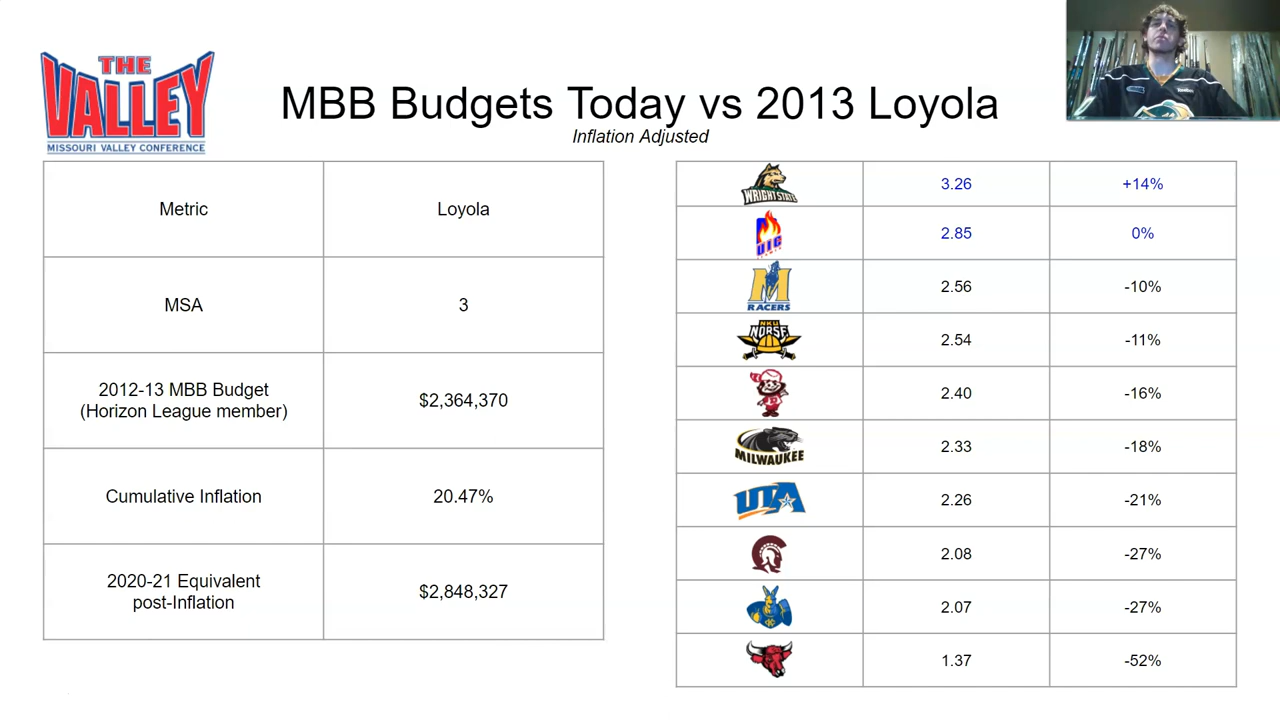 THE
VALLEY
MISSOURI VALLEY CONFERENCE
MBB Budgets Today vs 2013 Loyola
Inflation Adjusted
Reebok
Metric
Loyola
MSA
3
2012-13 MBB Budget
(Horizon League member)
$2,364,370
Cumulative Inflation
20.47%
2020-21 Equivalent
post-Inflation
$2,848,327
WRIGHT STATE
3.26
+14%
UIC
2.85
0%
M
RACERS
2.56
-10%
NKU
NORSE
2.54
-11%
2.40
-16%
MILWAUKEE
2.33
-18%
UTA
2.26
-21%
2.08
-27%
2.07
-27%
1.37
-52%